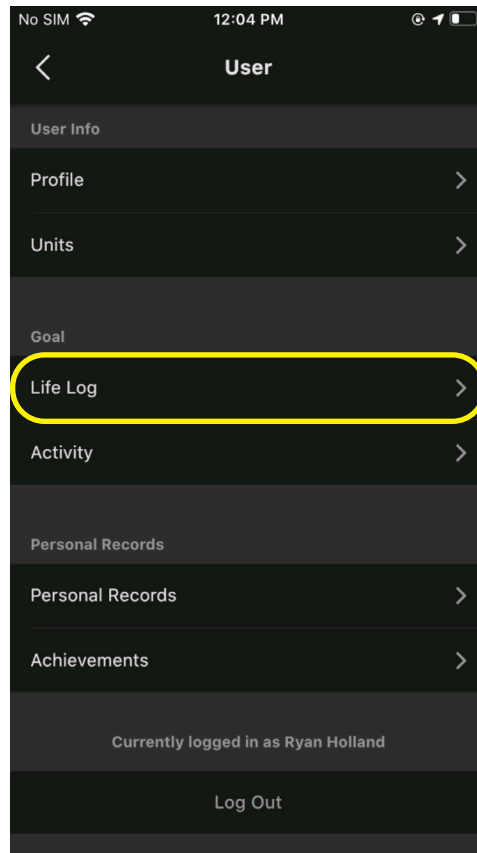 No SIM 12:04 PM
User
User Info
Profile
Units
Goal
Life Log
Activity
Personal Records
Personal Records
Achievements
Currently logged in as Ryan Holland
Log Out